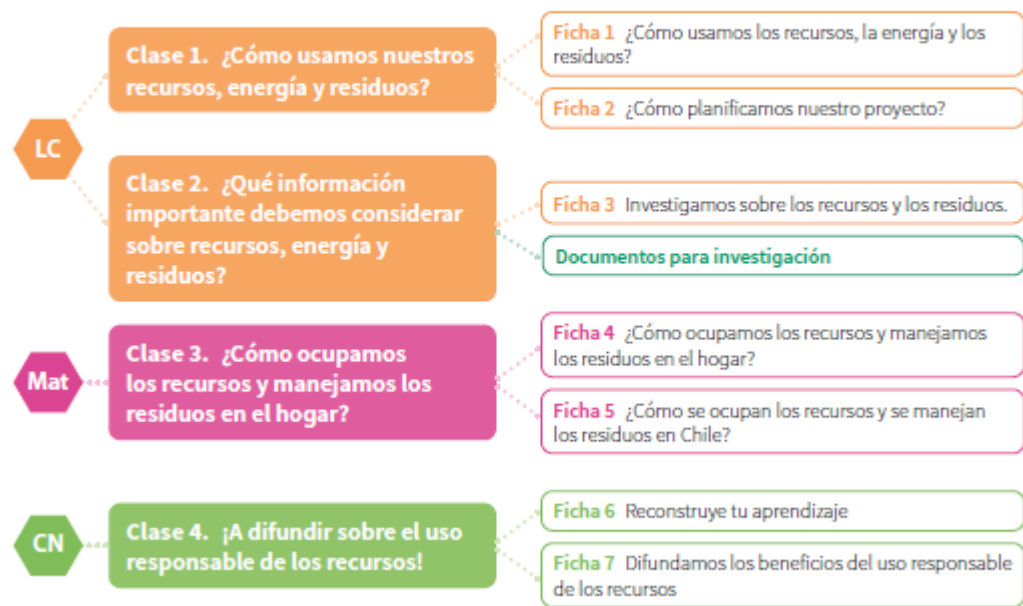 LC
Clase 1. ¿Cómo usamos nuestros
recursos, energía y residuos?
Ficha 1 ¿Cómo usamos los recursos, la energía y los
residuos?
Ficha 2 ¿Cómo planificamos nuestro proyecto?
Clase 2. ¿Qué información
importante debemos considerar
sobre recursos, energía y
residuos?
Ficha 3 Investigamos sobre los recursos y los residuos.
Documentos para investigación
Mat
Clase 3. ¿Cómo ocupamos
los recursos y manejamos los
residuos en el hogar?
Ficha 4 ¿Cómo ocupamos los recursos y manejamos
los residuos en el hogar?
Ficha 5 ¿Cómo se ocupan los recursos y se manejan
los residuos en Chile?
CN
Clase 4. ¡A difundir sobre el uso
responsable de los recursos!
Ficha 6 Reconstruye tu aprendizaje
Ficha 7 Difundamos los beneficios del uso responsable
de los recursos